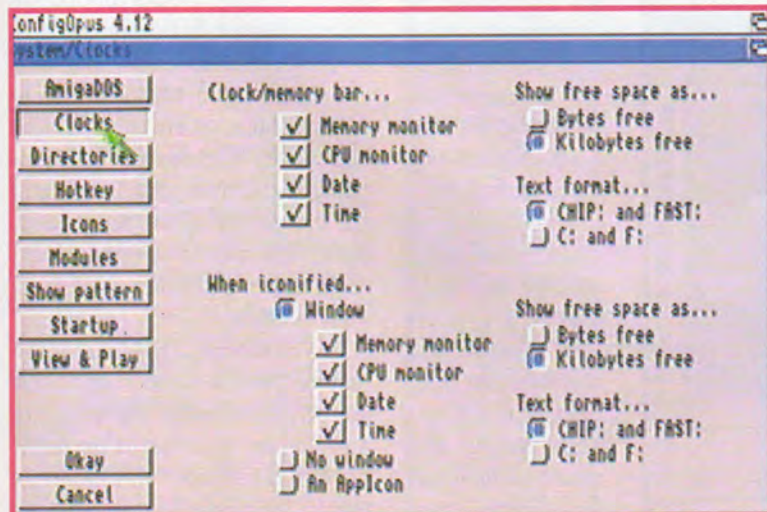 ConfigOpus 4.12
System/Clocks
AmigaDOS
Clocks
Directories
Hotkey
Icons
Modules
Show pattern
Startup
View & Play
Okay
Cancel
Clock/memory bar...
Memory monitor
CPU monitor
Date
Time
Show free space as...
Bytes free
Kilobytes free
Text format...
CHIP: and FAST:
C: and F:
When iconified...
Window
Memory monitor
CPU monitor
Date
Time
No window
An AppIcon
Show free space as...
Bytes free
Kilobytes free
Text format...
CHIP: and FAST:
C: and F: